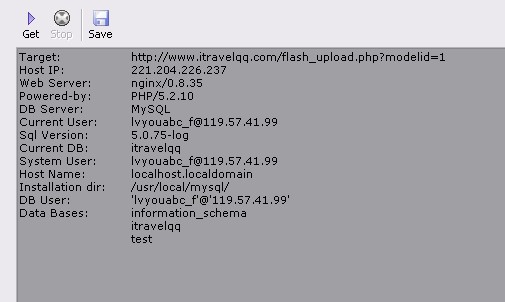 Get Stop Save
Target: http://www.itravelqq.com/flash_upload.php?modelid=1
Host IP: 221.204.226.237
Web Server: nginx/0.8.35
Powered-by: PHP/5.2.10
DB Server: MySQL
Current User: lvyouabc_f@119.57.41.99
Sql Version: 5.0.75-log
Current DB: itravelqq
System User: lvyouabc_f@119.57.41.99
Host Name: localhost.localdomain
Installation dir: /usr/local/mysql/
DB User: 'lvyouabc_f'@'119.57.41.99'
Data Bases: information_schema
itravelqq
test